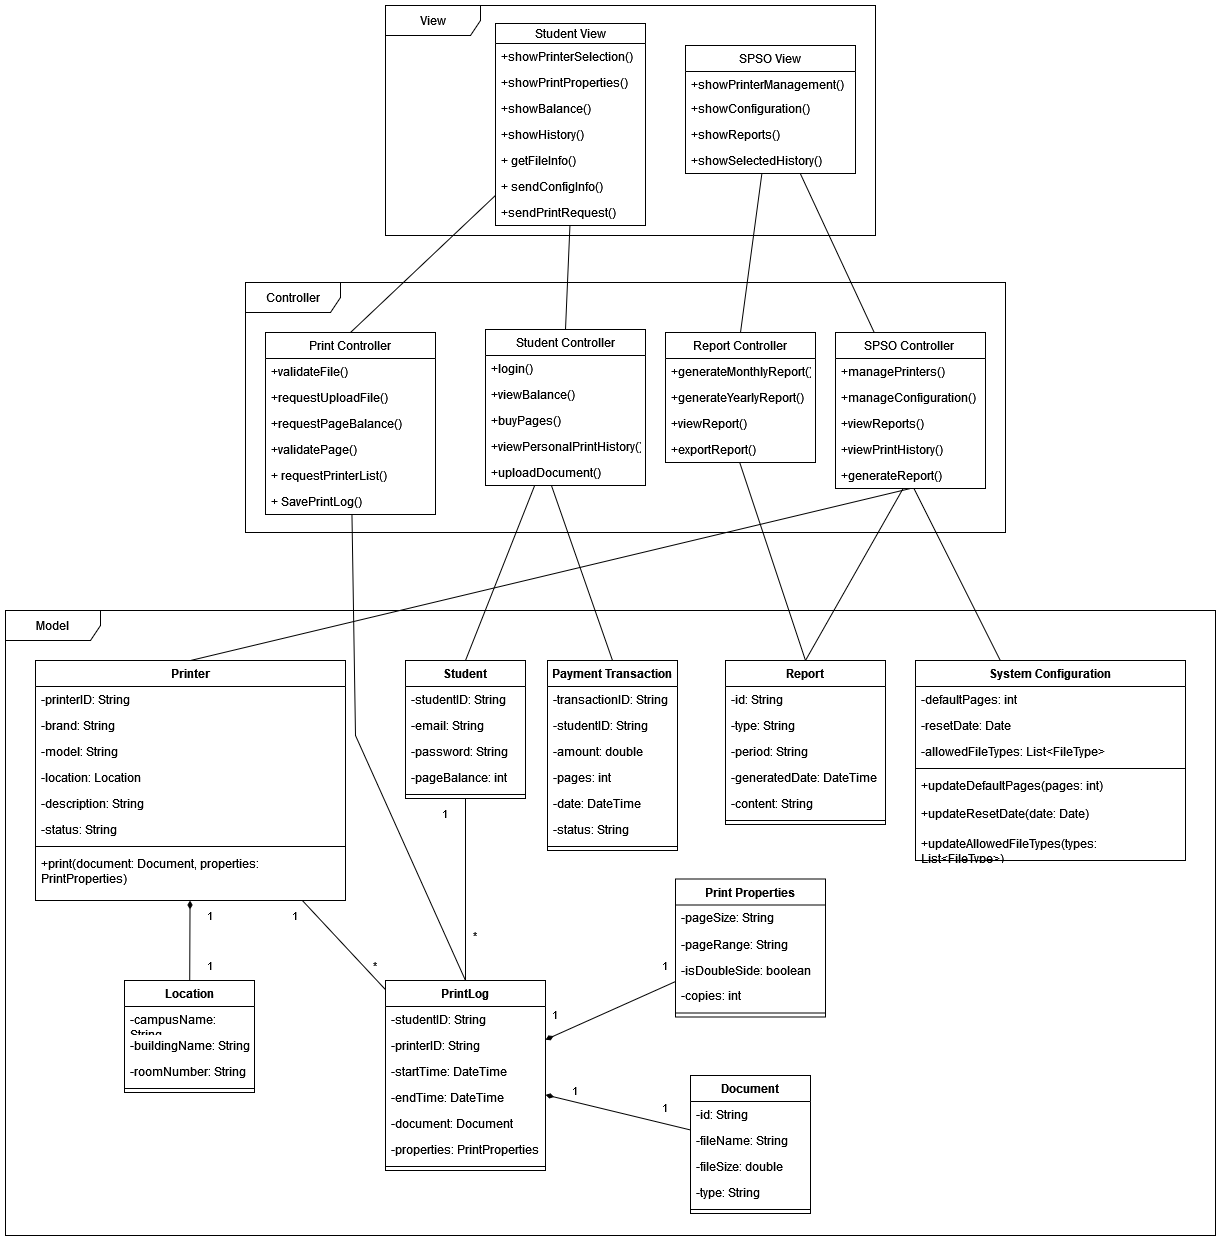 View
Student View
+showPrinterSelection()
+showPrintProperties()
+showBalance()
+showHistory()
+ getFileInfo()
+ sendConfigInfo()
+sendPrintRequest()
SPSO View
+showPrinterManagement()
+showConfiguration()
+showReports()
+showSelectedHistory()
Controller
Print Controller
+validateFile()
+requestUploadFile()
+requestPageBalance()
+validatePage()
+ requestPrinterList()
+ SavePrintLog()
Student Controller
+login()
+viewBalance()
+buyPages()
+viewPersonalPrintHistory()
+uploadDocument()
Report Controller
+generateMonthlyReport()
+generateYearlyReport()
+viewReport()
+exportReport()
SPSO Controller
+managePrinters()
+manageConfiguration()
+viewReports()
+viewPrintHistory()
+generateReport()
Model
Printer
-printerID: String
-brand: String
-model: String
-location: Location
-description: String
-status: String
+print(document: Document, properties:
PrintProperties)
Student
-studentID: String
-email: String
-password: String
-pageBalance: int
Payment Transaction
-transactionID: String
-studentID: String
-amount: double
-pages: int
-date: DateTime
-status: String
Report
-id: String
-type: String
-period: String
-generatedDate: DateTime
-content: String
System Configuration
-defaultPages: int
-resetDate: Date
-allowedFileTypes: List<FileType>
+updateDefaultPages(pages: int)
+updateResetDate(date: Date)
+updateAllowedFileTypes(types:
List<FileType>)
1
1
1
*
1
*
Location
-campusName:
String
-buildingName: String
-roomNumber: String
PrintLog
-studentID: String
-printerID: String
-startTime: DateTime
-endTime: DateTime
-document: Document
-properties: PrintProperties
1
1
Print Properties
-pageSize: String
-pageRange: String
-isDoubleSide: boolean
-copies: int
1
1
Document
-id: String
-fileName: String
-fileSize: double
-type: String